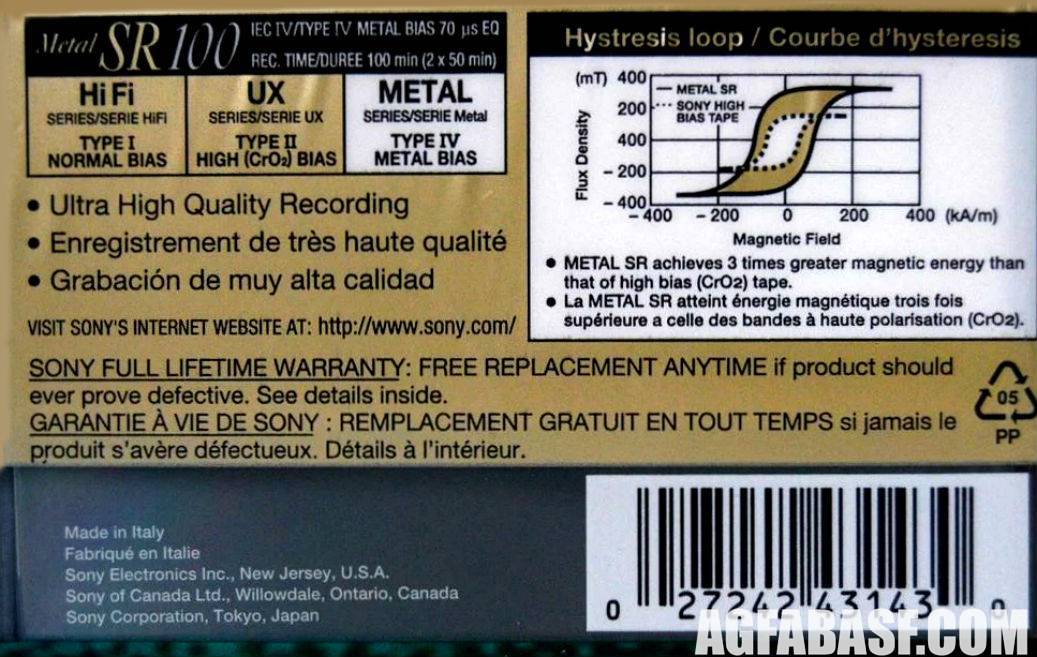 Metal SR 100
IEC IV/TYPE IV METAL BIAS 70 µs EQ
REC. TIME/DUREE 100 min (2 x 50 min)
HiFi
SERIES/SERIE HiFi
TYPE I
NORMAL BIAS
UX
SERIES/SERIE UX
TYPE II
HIGH (CrO2) BIAS
METAL
SERIES/SERIE Metal
TYPE IV
METAL BIAS
• Ultra High Quality Recording
• Enregistrement de très haute qualité
• Grabación de muy alta calidad
VISIT SONY'S INTERNET WEBSITE AT: http://www.sony.com/
Hystresis loop / Courbe d'hysteresis
(mT) 400
200
400
– 200
– 400
Flux Density
METAL SR
SONY HIGH
BIAS TAPE
– 400 – 200 0 200 400 (kA/m)
Magnetic Field
• METAL SR achieves 3 times greater magnetic energy than
that of high bias (CrO2) tape.
• La METAL SR atteint énergie magnétique trois fois
supérieure a celle des bandes à haute polarisation (CrO2).
SONY FULL LIFETIME WARRANTY: FREE REPLACEMENT ANYTIME if product should
ever prove defective. See details inside.
GARANTIE À VIE DE SONY : REMPLACEMENT GRATUIT EN TOUT TEMPS si jamais le
produit s'avère défectueux. Détails à l'intérieur.
05
PP
Made in Italy
Fabriqué en Italie
Sony Electronics Inc., New Jersey, U.S.A.
Sony of Canada Ltd., Willowdale, Ontario, Canada
Sony Corporation, Tokyo, Japan
0 27242 43143 0
AGFABASF.COM